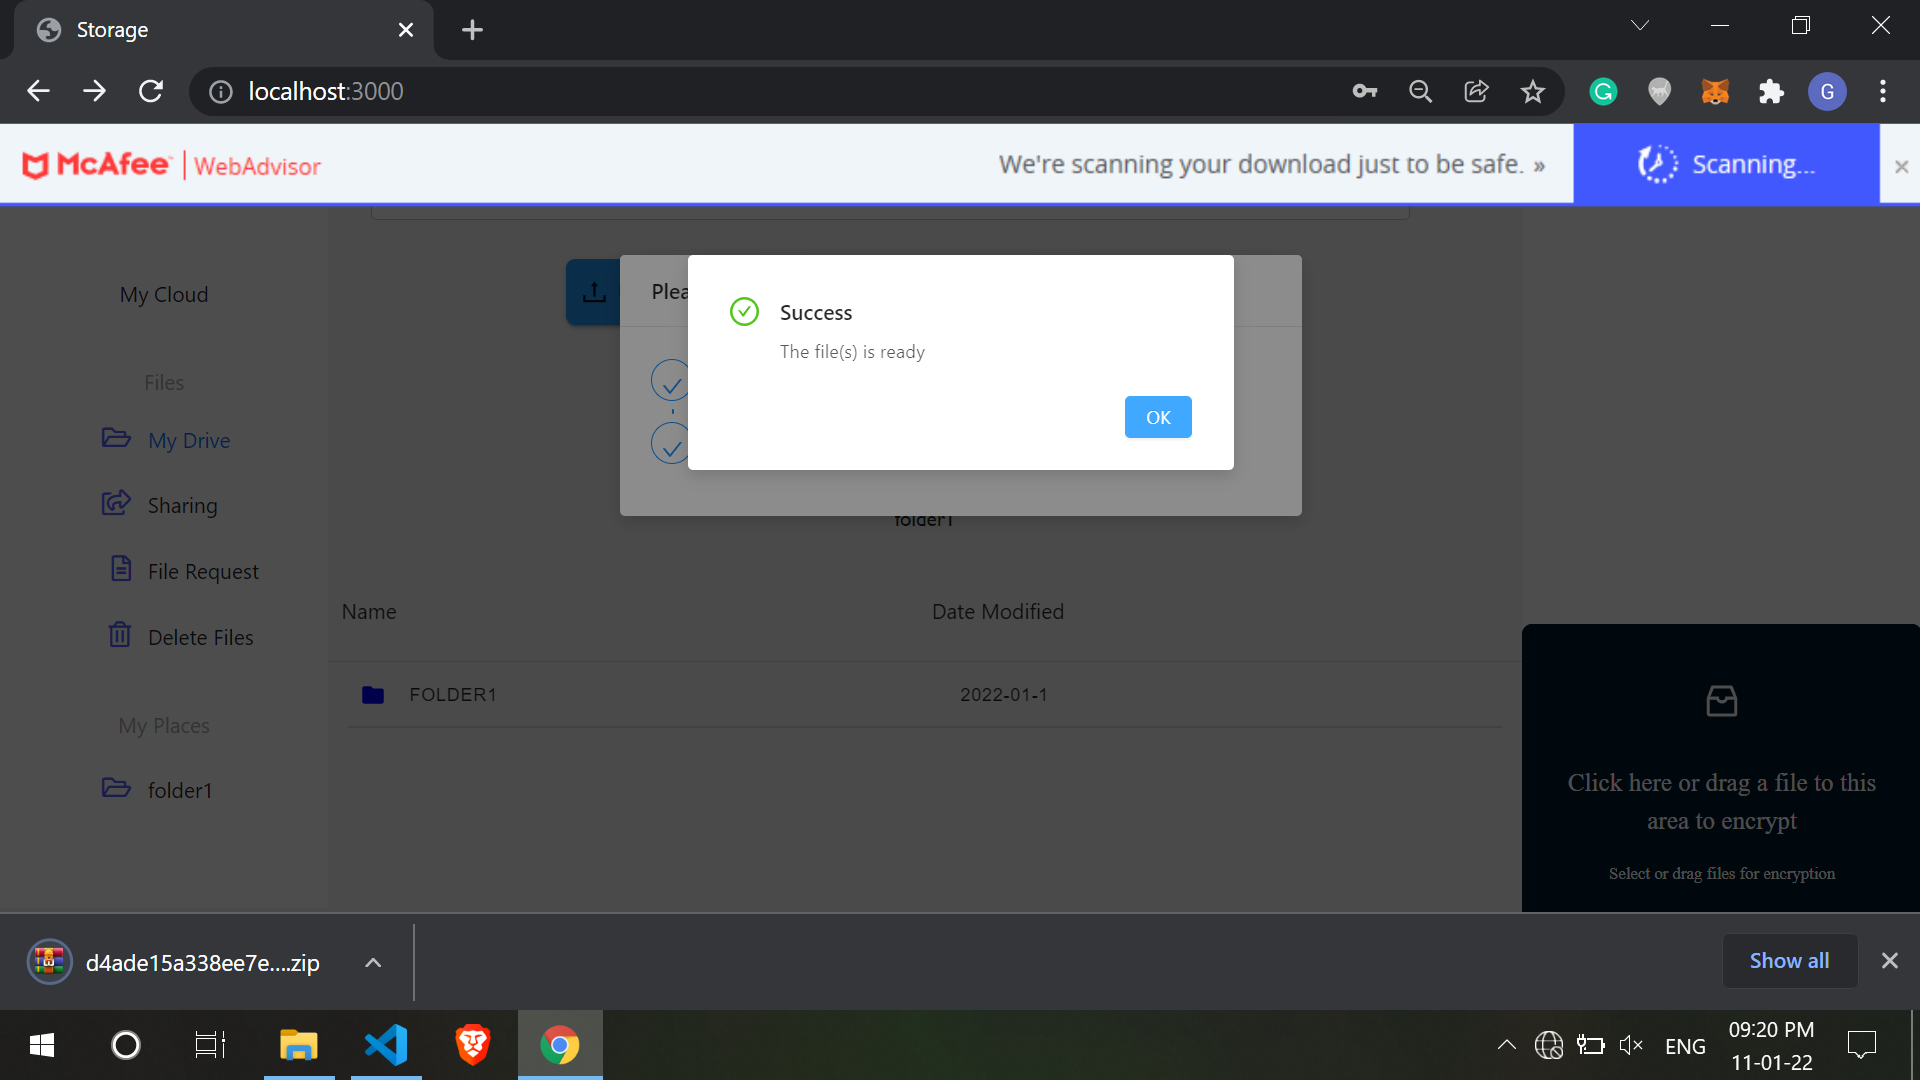 Storage
localhost:3000
G
McAfee | WebAdvisor
We're scanning your download just to be safe. »
Scanning...
My Cloud
Files
My Drive
Sharing
File Request
Delete Files
My Places
folder1
Plea
Success
The file(s) is ready
OK
folder1
Name Date Modified
FOLDER1 2022-01-1
Click here or drag a file to this
area to encrypt
Select or drag files for encryption
d4ade15a338ee7e....zip
Show all
ENG
09:20 PM
11-01-22